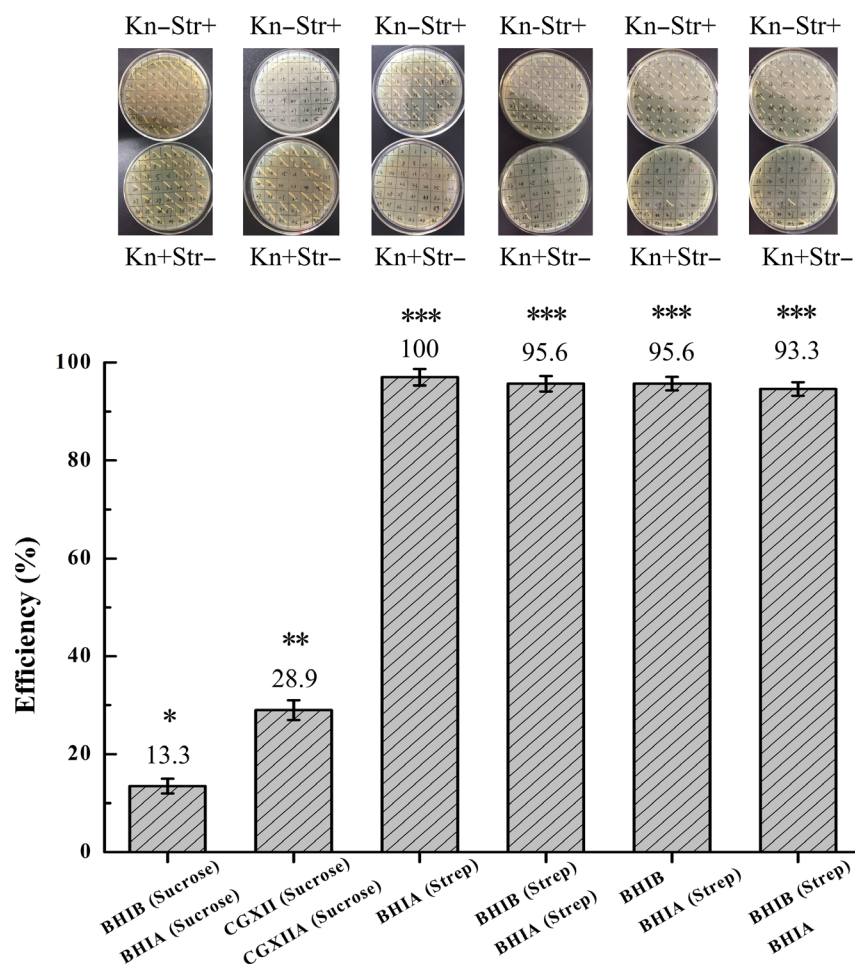 Kn−Str+ Kn−Str+ Kn−Str+ Kn-Str+ Kn−Str+ Kn−Str+
Kn+Str− Kn+Str− Kn+Str− Kn+Str− Kn+Str− Kn+Str−
*** *** *** ***
100 95.6 95.6 93.3
100
80
60
40
20
0
Efficiency (%)
**
28.9
*
13.3
BHIB (Sucrose)
BHIA (Sucrose)
CGXII (Sucrose)
CGXIIA (Sucrose)
BHIA (Strep)
BHIB (Strep)
BHIA (Strep)
BHIB
BHIA (Strep)
BHIB (Strep)
BHIA